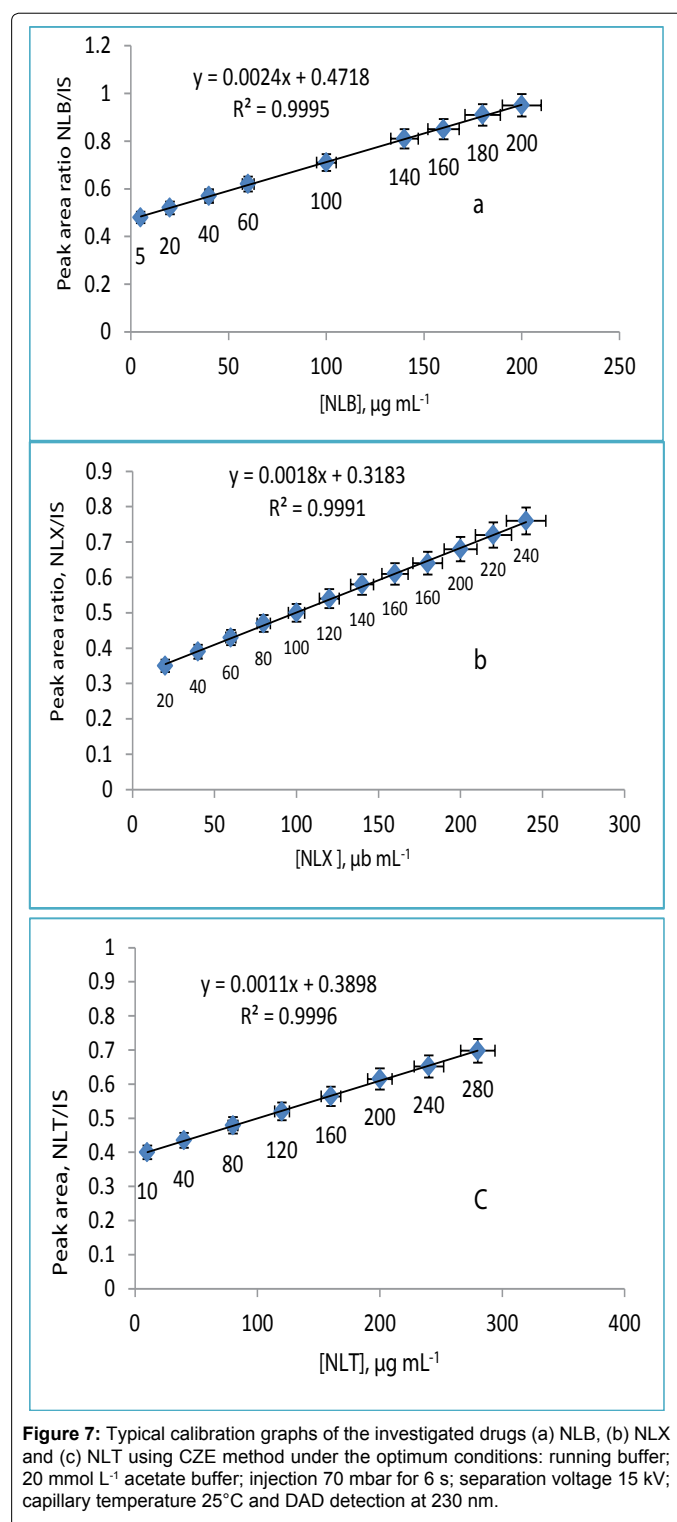 1.2
1
0.8
0.6
0.4
0.2
0
Peak area ratio NLB/IS
y = 0.0024x + 0.4718
R² = 0.9995
5 20 40 60 100 140 160 180 200
a
0 50 100 150 200 250
[NLB], µg mL-1
0.9
0.8
0.7
0.6
0.5
0.4
0.3
0.2
0.1
0
Peak area ratio, NLX/IS
y = 0.0018x + 0.3183
R² = 0.9991
20 40 60 80 100 120 140 160 160 200 220 240
b
0 50 100 150 200 250 300
[NLX ], µb mL-1
1
0.9
0.8
0.7
0.6
0.5
0.4
0.3
0.2
0.1
0
Peak area, NLT/IS
y = 0.0011x + 0.3898
R² = 0.9996
10 40 80 120 160 200 240 280
C
0 100 200 300 400
[NLT], µg mL-1
Figure 7: Typical calibration graphs of the investigated drugs (a) NLB, (b) NLX
and (c) NLT using CZE method under the optimum conditions: running buffer;
20 mmol L-1 acetate buffer; injection 70 mbar for 6 s; separation voltage 15 kV;
capillary temperature 25°C and DAD detection at 230 nm.